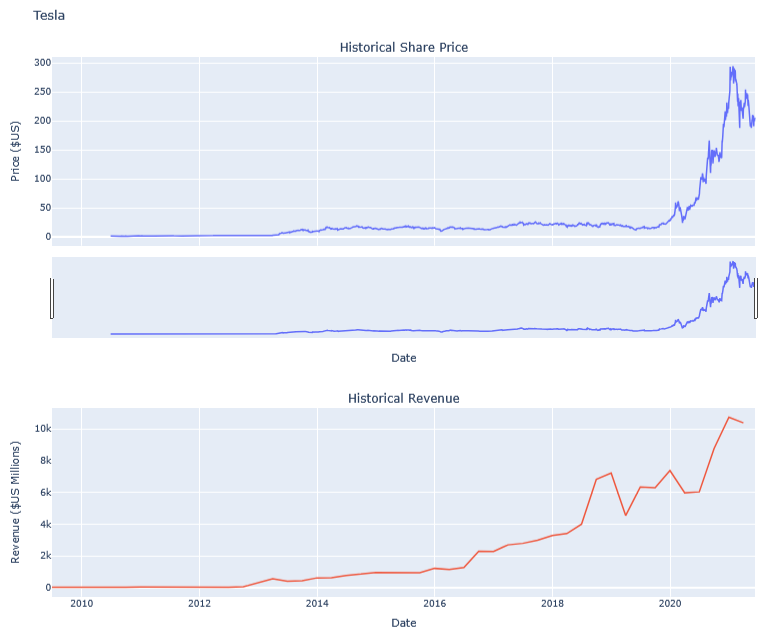 Tesla
Historical Share Price
300
250
200
150
100
50
0
Price ($US)
Date
Historical Revenue
10k
8k
6k
4k
2k
0
Revenue ($US Millions)
2010 2012 2014 2016 2018 2020
Date